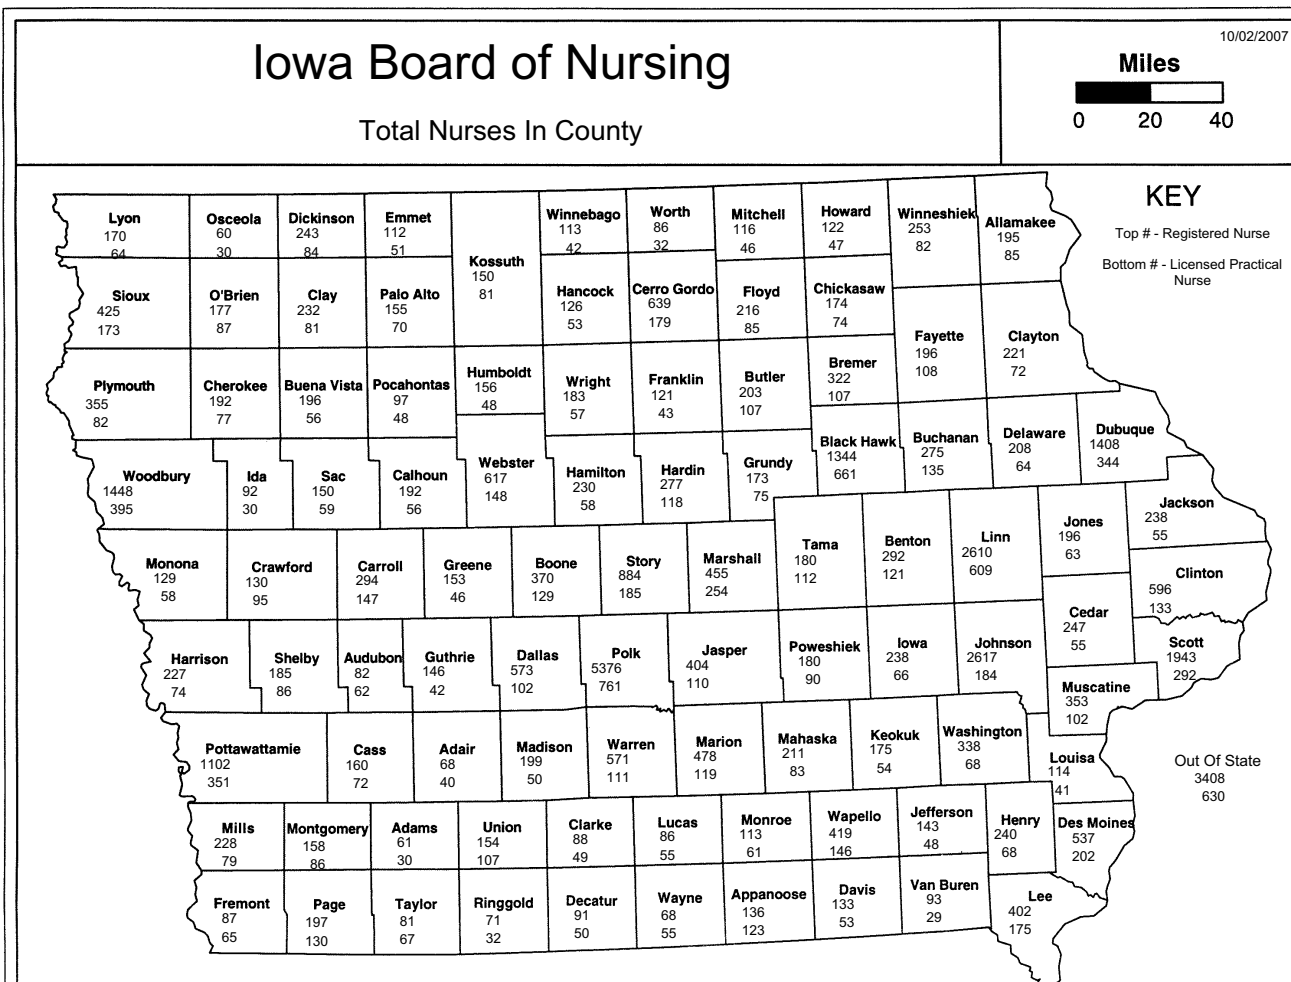 10/02/2007
Iowa Board of Nursing
Total Nurses In County
Miles
0 20 40
KEY
Top # - Registered Nurse
Bottom # - Licensed Practical
Nurse
Lyon
170
64
Osceola
60
30
Dickinson
243
84
Emmet
112
51
Kossuth
150
81
Winnebago
113
42
Worth
86
32
Mitchell
116
46
Howard
122
47
Winneshiek
253
82
Allamakee
195
85
Sioux
425
173
O'Brien
177
87
Clay
232
81
Palo Alto
155
70
Hancock
126
53
Cerro Gordo
639
179
Floyd
216
85
Chickasaw
174
74
Fayette
196
108
Clayton
221
72
Plymouth
355
82
Cherokee
192
77
Buena Vista
196
56
Pocahontas
97
48
Humboldt
156
48
Wright
183
57
Franklin
121
43
Butler
203
107
Bremer
322
107
Woodbury
1448
395
Ida
92
30
Sac
150
59
Calhoun
192
56
Webster
617
148
Hamilton
230
58
Hardin
277
118
Grundy
173
75
Black Hawk
1344
661
Buchanan
275
135
Delaware
208
64
Dubuque
1408
344
Monona
129
58
Crawford
130
95
Carroll
294
147
Greene
153
46
Boone
370
129
Story
884
185
Marshall
455
254
Tama
180
112
Benton
292
121
Linn
2610
609
Jones
196
63
Jackson
238
55
Clinton
596
133
Cedar
247
55
Scott
1943
292
Harrison
227
74
Shelby
185
86
Audubon
82
62
Guthrie
146
42
Dallas
573
102
Polk
5376
761
Jasper
404
110
Poweshiek
180
90
Iowa
238
66
Johnson
2617
184
Muscatine
353
102
Pottawattamie
1102
351
Cass
160
72
Adair
68
40
Madison
199
50
Warren
571
111
Marion
478
119
Mahaska
211
83
Keokuk
175
54
Washington
338
68
Louisa
114
41
Out Of State
3408
630
Mills
228
79
Montgomery
158
86
Adams
61
30
Union
154
107
Clarke
88
49
Lucas
86
55
Monroe
113
61
Wapello
419
146
Jefferson
143
48
Henry
240
68
Des Moines
537
202
Fremont
87
65
Page
197
130
Taylor
81
67
Ringgold
71
32
Decatur
91
50
Wayne
68
55
Appanoose
136
123
Davis
133
53
Van Buren
93
29
Lee
402
175